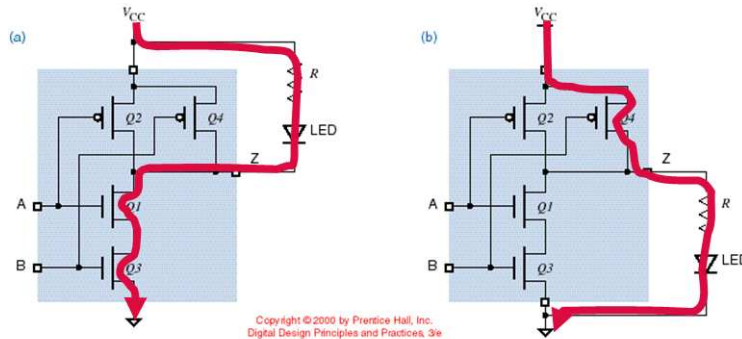 (a)
VCC
R
LED
Q2
Q4
Z
A
Q1
B
Q3
(b)
VCC
Q2
Q4
Z
A
Q1
R
B
Q3
LED
Copyright © 2000 by Prentice Hall, Inc.
Digital Design Principles and Practices, 3/e